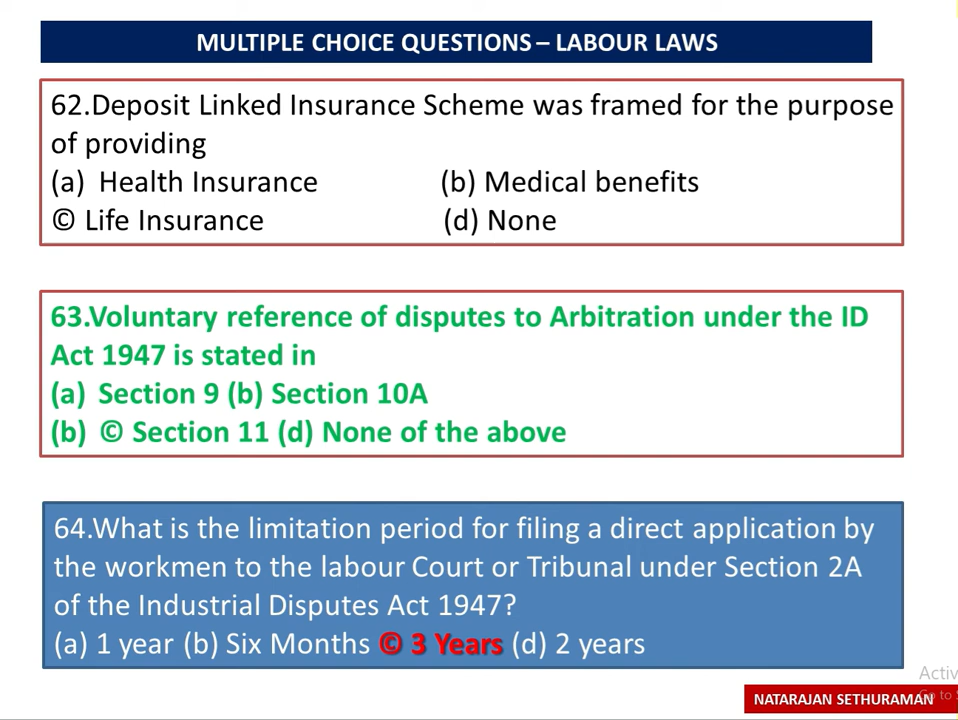 MULTIPLE CHOICE QUESTIONS – LABOUR LAWS
62.Deposit Linked Insurance Scheme was framed for the purpose
of providing
(a) Health Insurance (b) Medical benefits
© Life Insurance (d) None
63.Voluntary reference of disputes to Arbitration under the ID
Act 1947 is stated in
(a) Section 9 (b) Section 10A
(b) © Section 11 (d) None of the above
64.What is the limitation period for filing a direct application by
the workmen to the labour Court or Tribunal under Section 2A
of the Industrial Disputes Act 1947?
(a) 1 year (b) Six Months © 3 Years (d) 2 years
Activ
Go to S
NATARAJAN SETHURAMAN